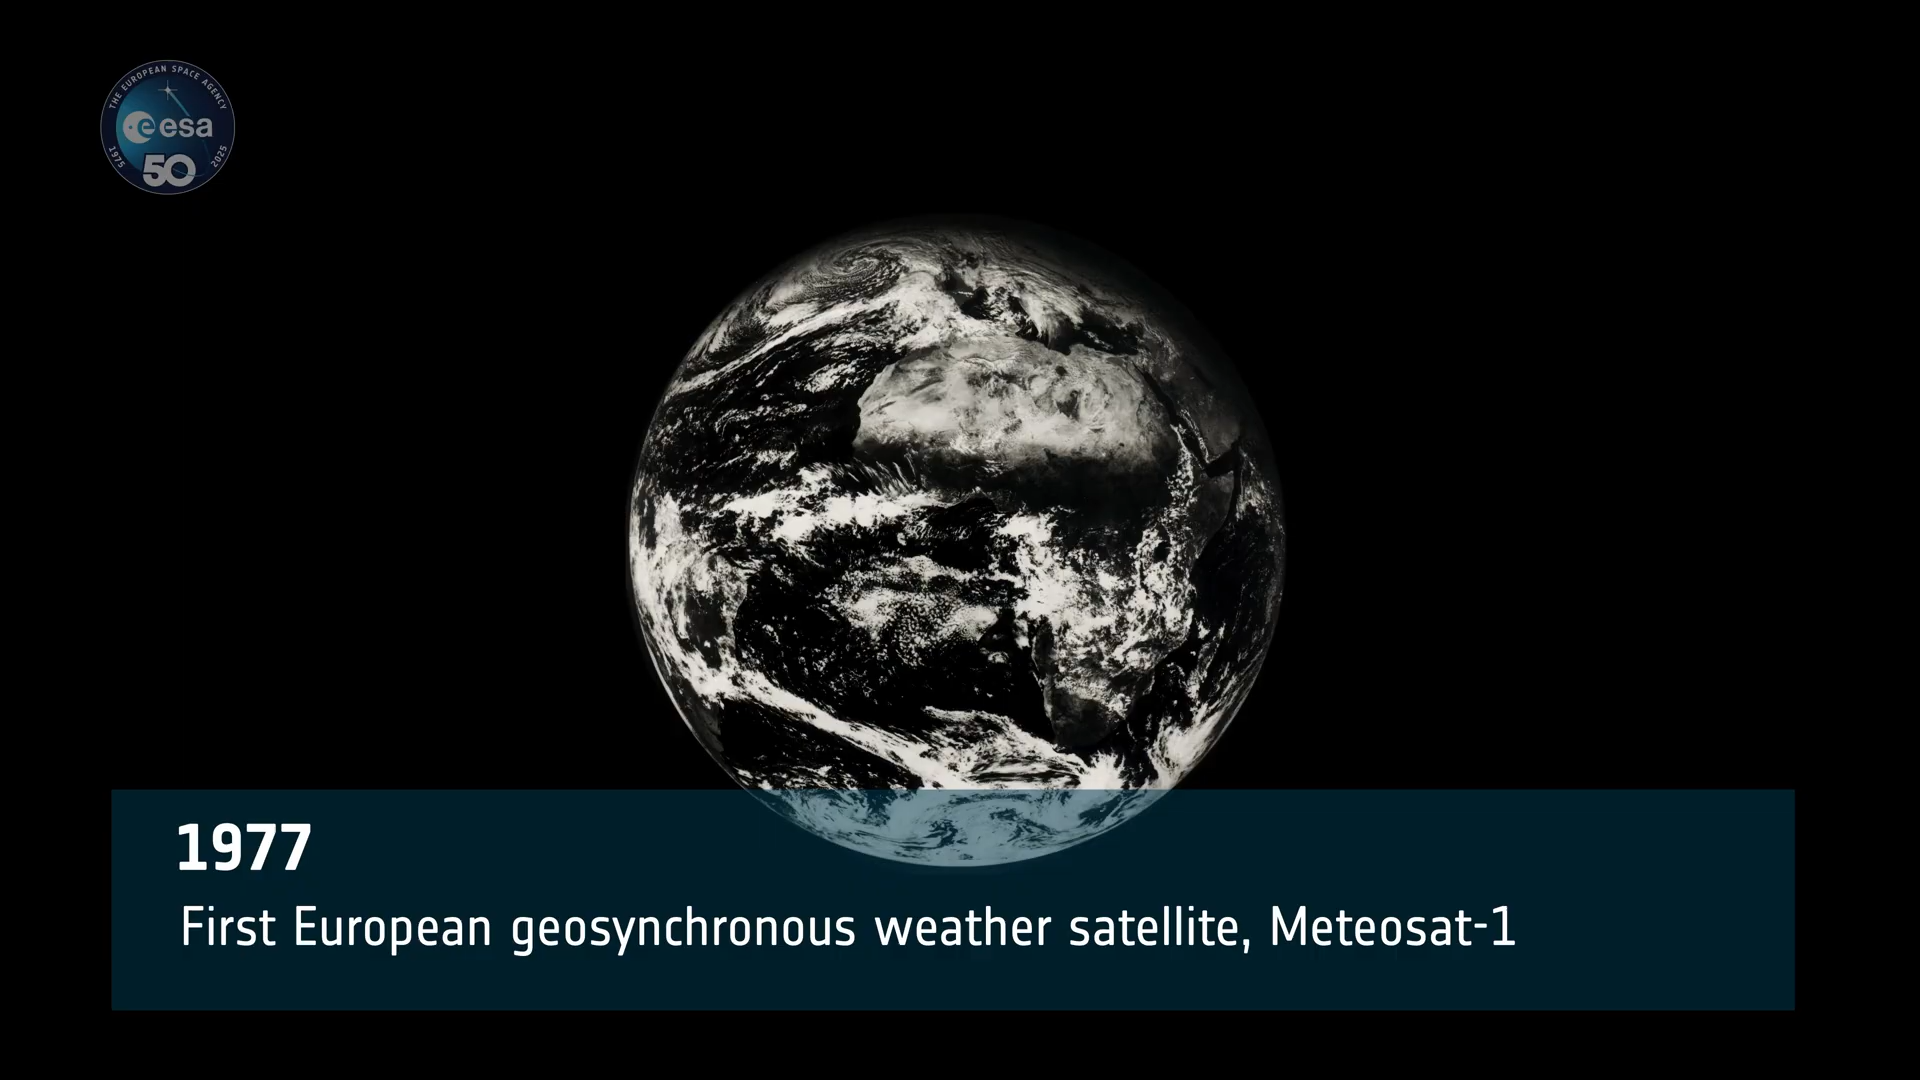 THE EUROPEAN SPACE AGENCY
esa
1975
50
2025
1977
First European geosynchronous weather satellite, Meteosat-1